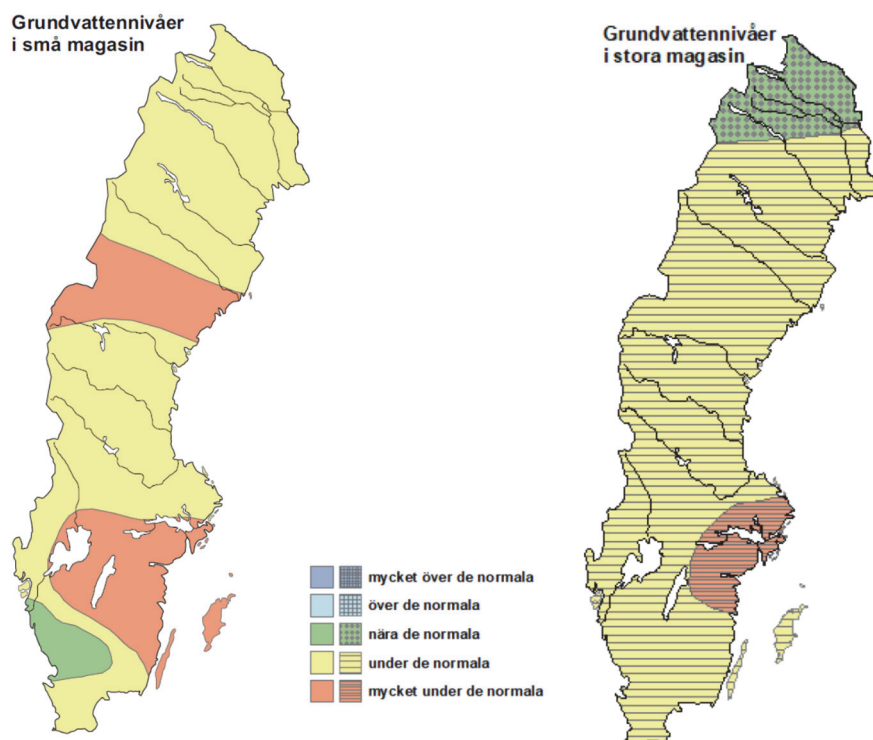 Grundvattennivåer
i små magasin
Grundvattennivåer
i stora magasin
mycket över de normala
över de normala
nära de normala
under de normala
mycket under de normala